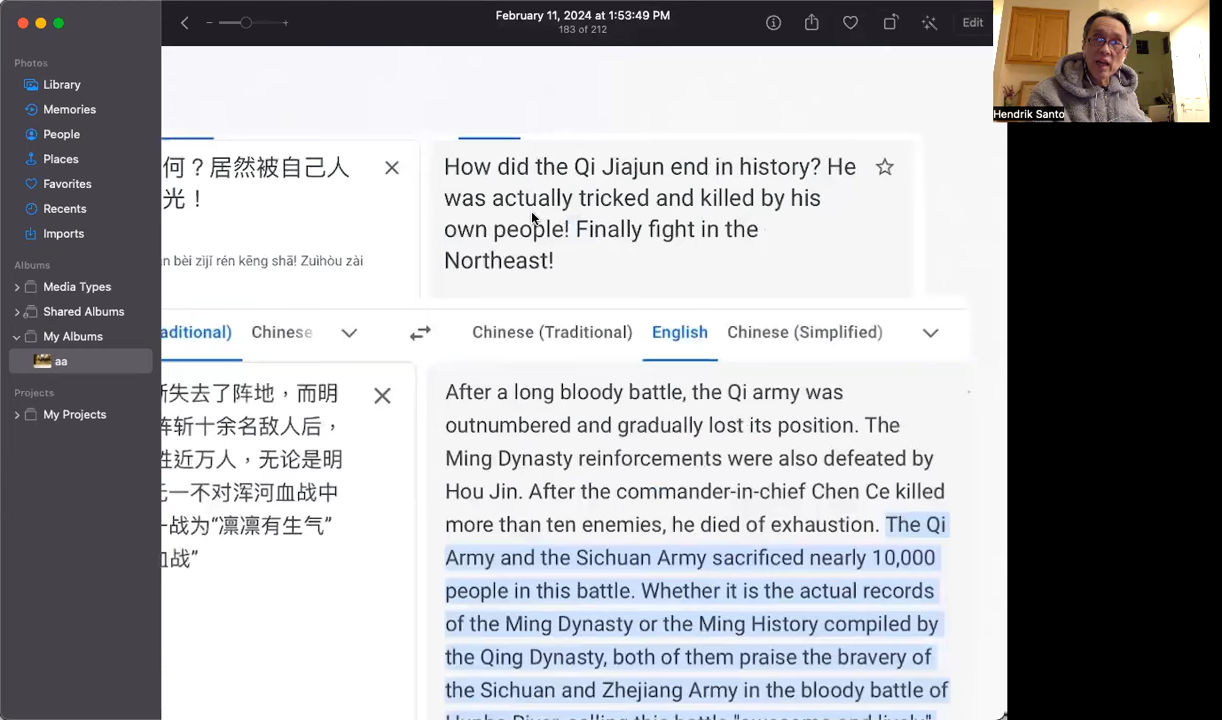 February 11, 2024 at 1:53:49 PM
183 of 212
Edit
Hendrik Santo
Photos
Library
Memories
People
Places
Favorites
Recents
Imports
Albums
Media Types
Shared Albums
My Albums
aa
Projects
My Projects
何？居然被自己人
光！
n bèi zìjǐ rén kēng shā! Zuìhòu zài
How did the Qi Jiajun end in history? He
was actually tricked and killed by his
own people! Finally fight in the
Northeast!
aditional)
Chinese
Chinese (Traditional)
English
Chinese (Simplified)
失去了阵地，而明
阵斩十余名敌人后，
牲近万人，无论是明
无一不对浑河血战中
一战为“凛凛有生气”
血战”
After a long bloody battle, the Qi army was
outnumbered and gradually lost its position. The
Ming Dynasty reinforcements were also defeated by
Hou Jin. After the commander-in-chief Chen Ce killed
more than ten enemies, he died of exhaustion. The Qi
Army and the Sichuan Army sacrificed nearly 10,000
people in this battle. Whether it is the actual records
of the Ming Dynasty or the Ming History compiled by
the Qing Dynasty, both of them praise the bravery of
the Sichuan and Zhejiang Army in the bloody battle of